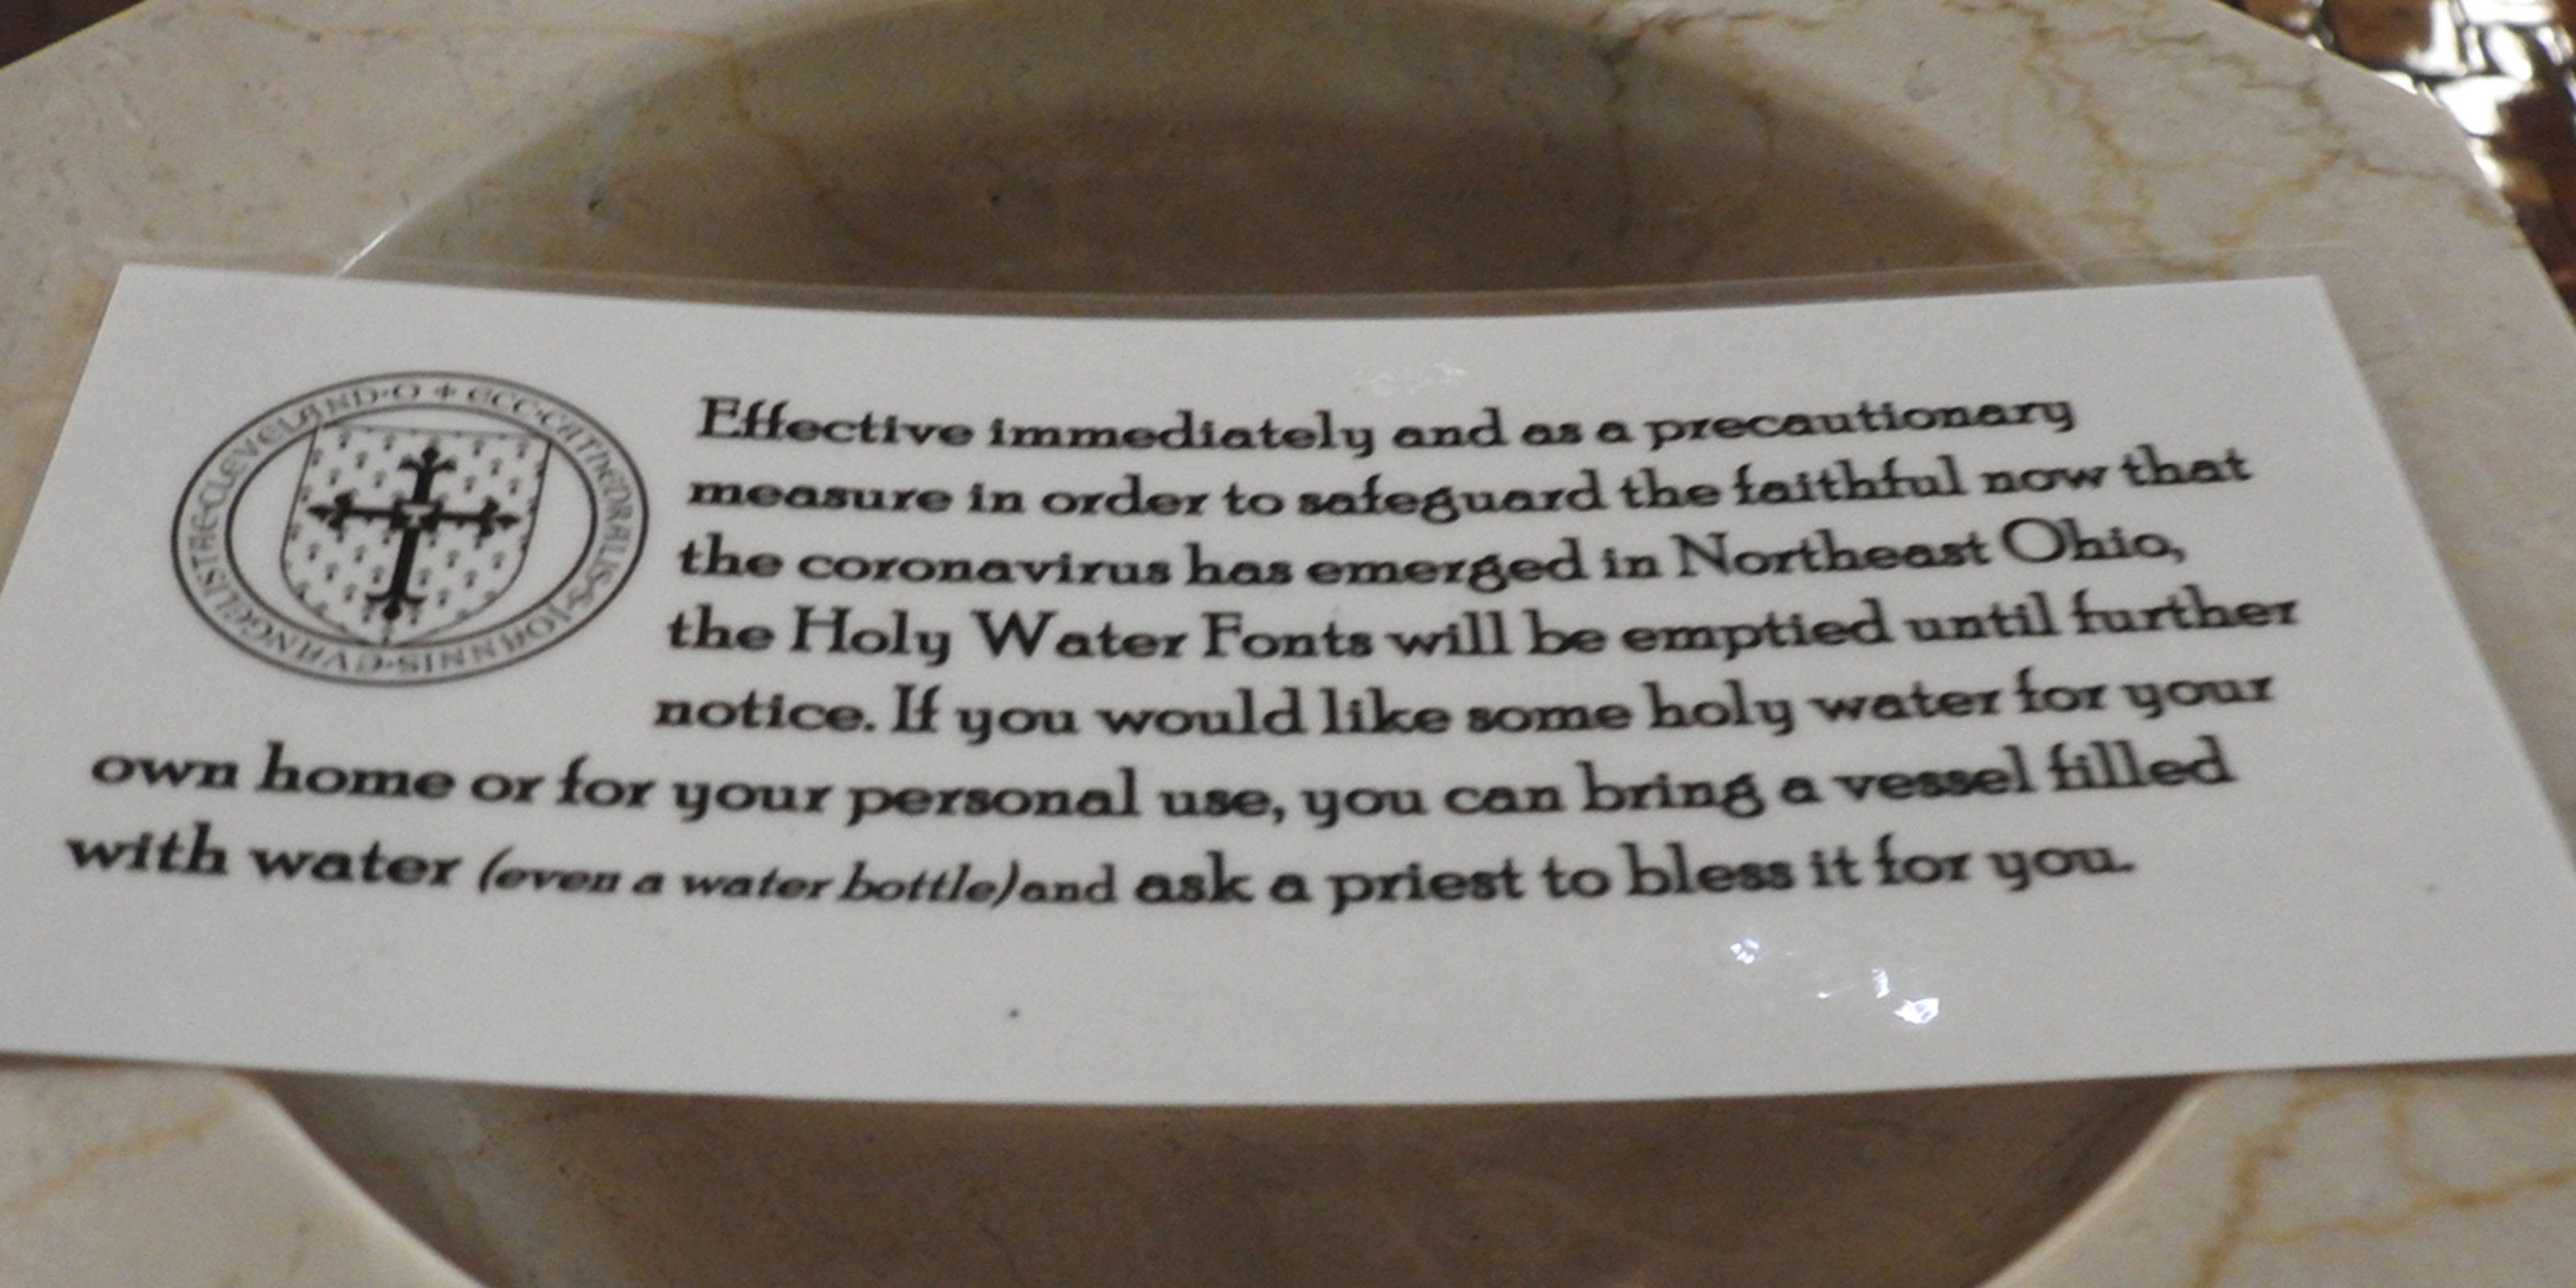 + ECC·CATHEDRALIS·S·JOANNIS·EVANGELISTAE·CLEVELAND·O
Effective immediately and as a precautionary
measure in order to safeguard the faithful now that
the coronavirus has emerged in Northeast Ohio,
the Holy Water Fonts will be emptied until further
notice. If you would like some holy water for your
own home or for your personal use, you can bring a vessel filled
with water (even a water bottle) and ask a priest to bless it for you.